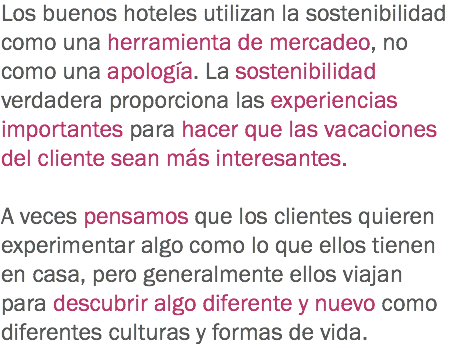 Los buenos hoteles utilizan la sostenibilidad
como una herramienta de mercadeo, no
como una apología. La sostenibilidad
verdadera proporciona las experiencias
importantes para hacer que las vacaciones
del cliente sean más interesantes.
A veces pensamos que los clientes quieren
experimentar algo como lo que ellos tienen
en casa, pero generalmente ellos viajan
para descubrir algo diferente y nuevo como
diferentes culturas y formas de vida.